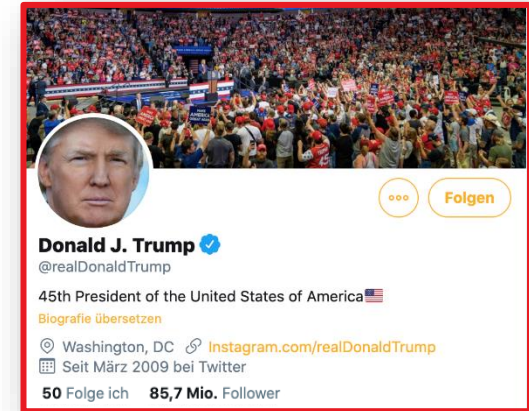 Folgen
Donald J. Trump
@realDonaldTrump
45th President of the United States of America🇺🇸
Biografie übersetzen
Washington, DC Instagram.com/realDonaldTrump
Seit März 2009 bei Twitter
50 Folge ich 85,7 Mio. Follower